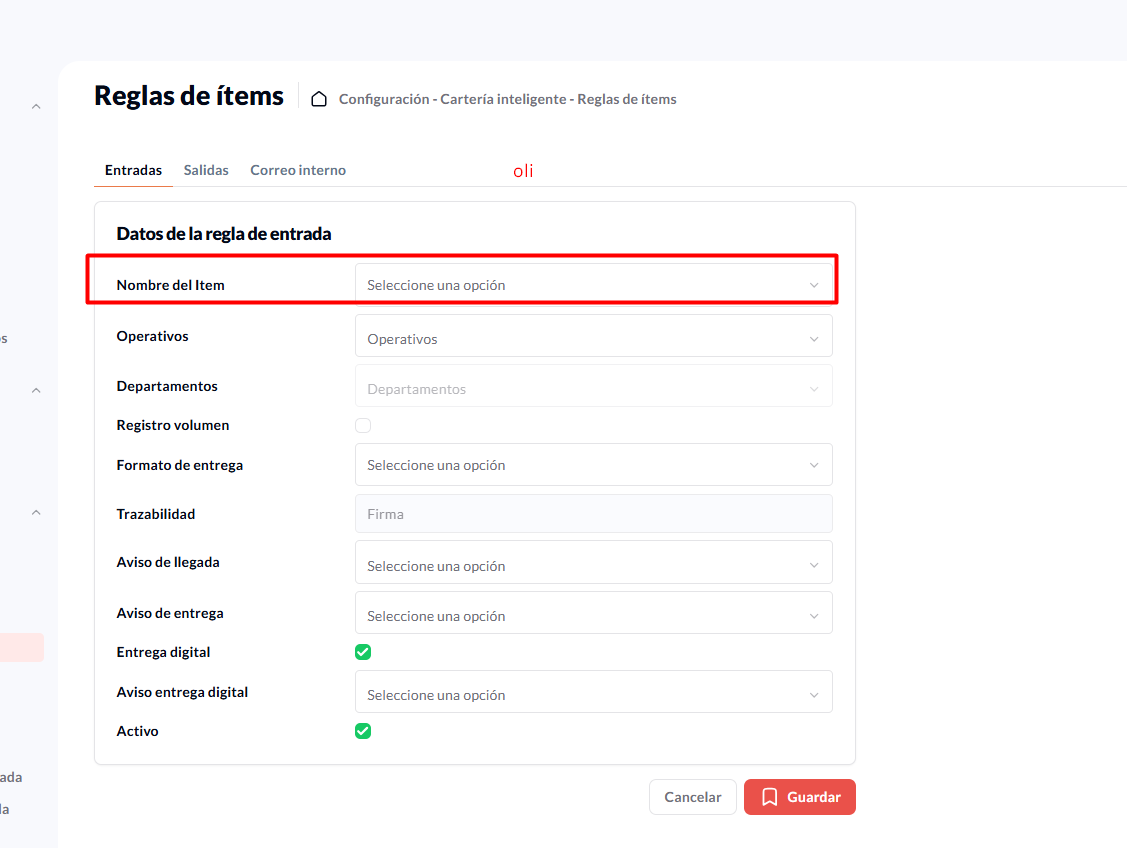 Reglas de ítems
Configuración - Cartería inteligente - Reglas de ítems
Entradas Salidas Correo interno
oli
Datos de la regla de entrada
Nombre del Item Seleccione una opción
Operativos Operativos
Departamentos Departamentos
Registro volumen
Formato de entrega Seleccione una opción
Trazabilidad Firma
Aviso de llegada Seleccione una opción
Aviso de entrega Seleccione una opción
Entrega digital
Aviso entrega digital Seleccione una opción
Activo
Cancelar Guardar